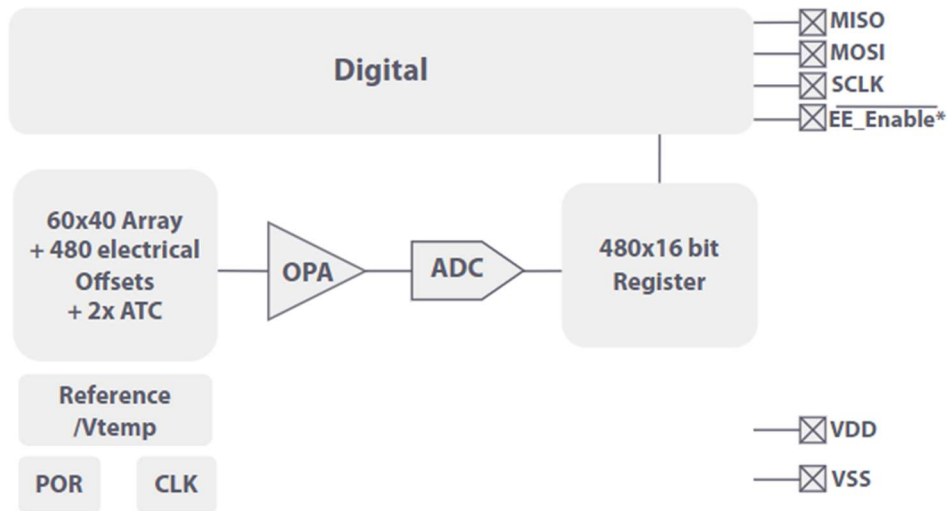 Digital
MISO
MOSI
SCLK
EE_Enable*
60x40 Array
+ 480 electrical
Offsets
+ 2x ATC
OPA
ADC
480x16 bit
Register
Reference
/Vtemp
POR
CLK
VDD
VSS